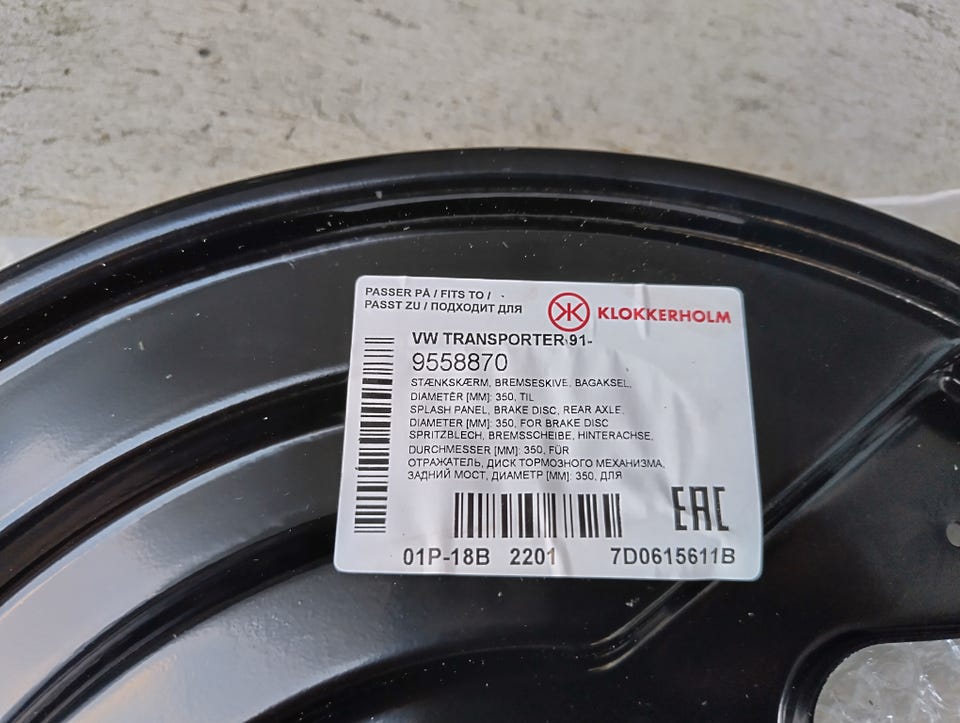 PASSER PÅ / FITS TO /
PASST ZU / ПОДХОДИТ ДЛЯ
KLOKKERHOLM
VW TRANSPORTER 91-
9558870
STÆNKSKÆRM, BREMSESKIVE, BAGAKSEL,
DIAMETER [MM]: 350, TIL
SPLASH PANEL, BRAKE DISC, REAR AXLE,
DIAMETER [MM]: 350, FOR BRAKE DISC
SPRITZBLECH, BREMSSCHEIBE, HINTERACHSE,
DURCHMESSER [MM]: 350, FÜR
ОТРАЖАТЕЛЬ, ДИСК ТОРМОЗНОГО МЕХАНИЗМА,
ЗАДНИЙ МОСТ, ДИАМЕТР [MM]: 350, ДЛЯ
EAC
01P-18B 2201 7D0615611B